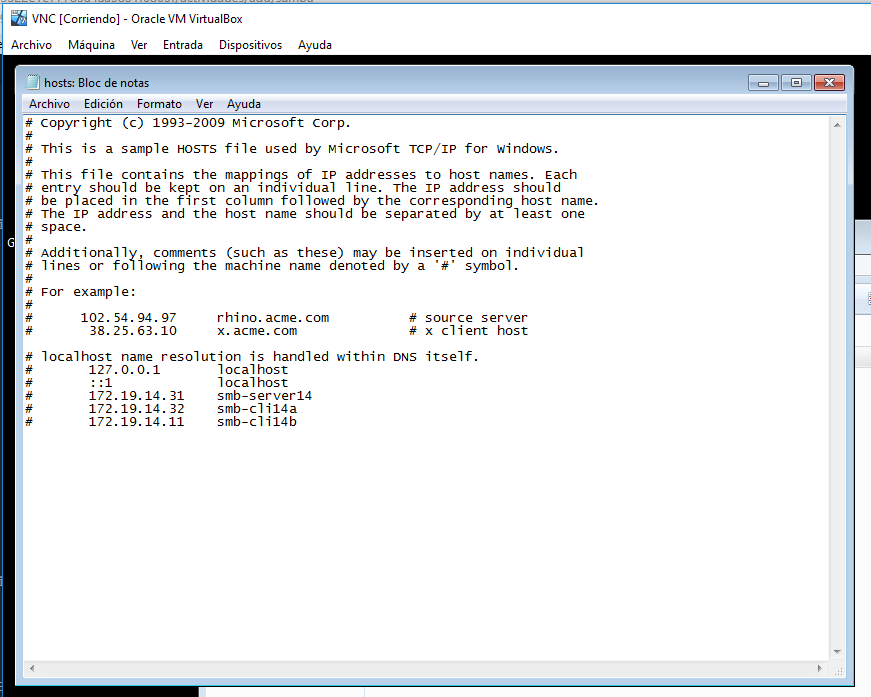 VNC [Corriendo] - Oracle VM VirtualBox
Archivo Máquina Ver Entrada Dispositivos Ayuda
hosts: Bloc de notas
Archivo Edición Formato Ver Ayuda
# Copyright (c) 1993-2009 Microsoft Corp.
#
# This is a sample HOSTS file used by Microsoft TCP/IP for Windows.
#
# This file contains the mappings of IP addresses to host names. Each
# entry should be kept on an individual line. The IP address should
# be placed in the first column followed by the corresponding host name.
# The IP address and the host name should be separated by at least one
# space.
#
# Additionally, comments (such as these) may be inserted on individual
# lines or following the machine name denoted by a '#' symbol.
#
# For example:
#
#      102.54.94.97     rhino.acme.com          # source server
#       38.25.63.10     x.acme.com              # x client host

# localhost name resolution is handled within DNS itself.
#       127.0.0.1       localhost
#       ::1             localhost
#       172.19.14.31    smb-server14
#       172.19.14.32    smb-cli14a
#       172.19.14.11    smb-cli14b